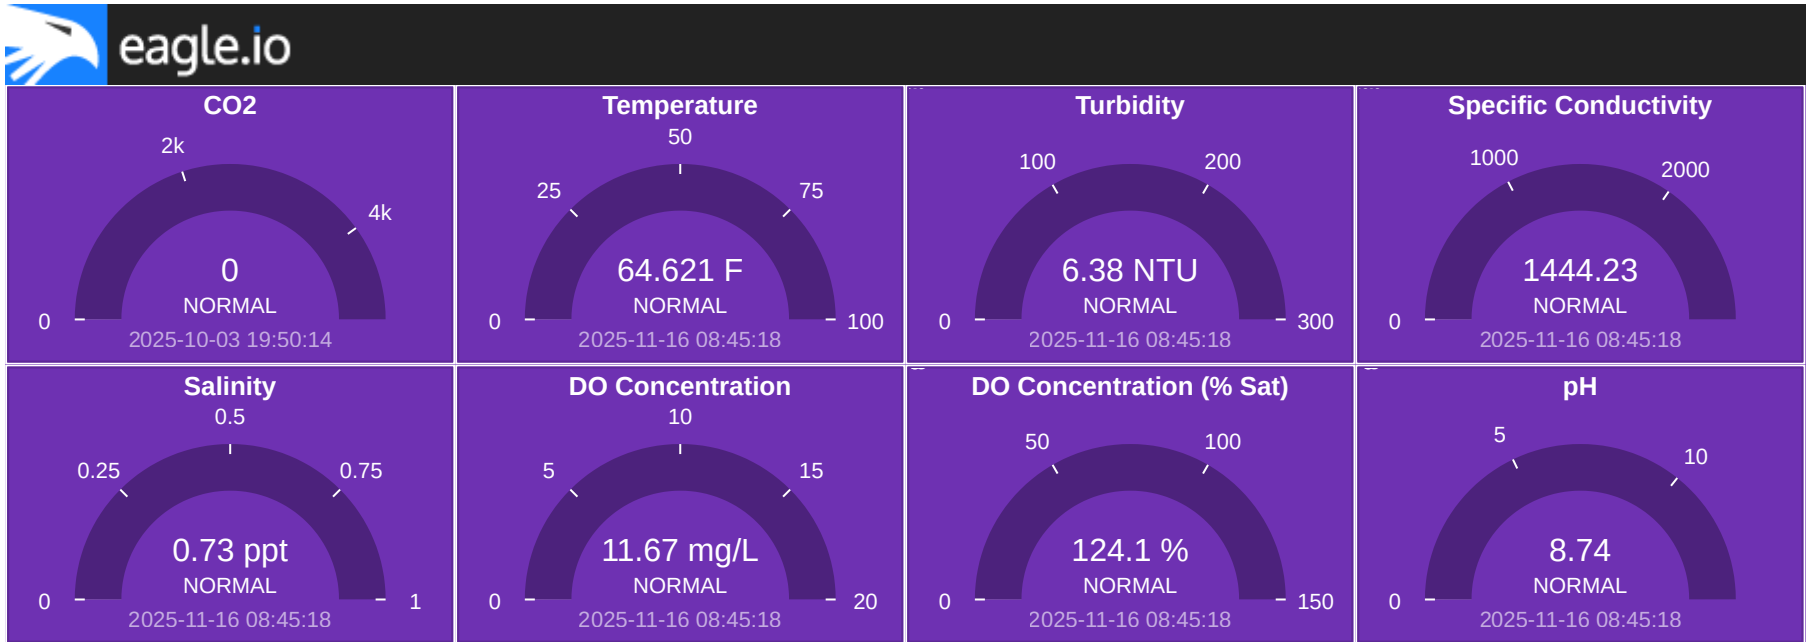 eagle.io
CO2
2k
4k
0
0
NORMAL
2025-10-03 19:50:14
Temperature
50
25
75
64.621 F
NORMAL
0
100
2025-11-16 08:45:18
Turbidity
100
200
6.38 NTU
NORMAL
0
300
2025-11-16 08:45:18
Specific Conductivity
1000
2000
1444.23
NORMAL
0
2025-11-16 08:45:18
Salinity
0.5
0.25
0.75
0.73 ppt
NORMAL
0
1
2025-11-16 08:45:18
DO Concentration
10
5
15
11.67 mg/L
NORMAL
0
20
2025-11-16 08:45:18
DO Concentration (% Sat)
50
100
124.1 %
NORMAL
0
150
2025-11-16 08:45:18
pH
5
10
8.74
NORMAL
0
2025-11-16 08:45:18